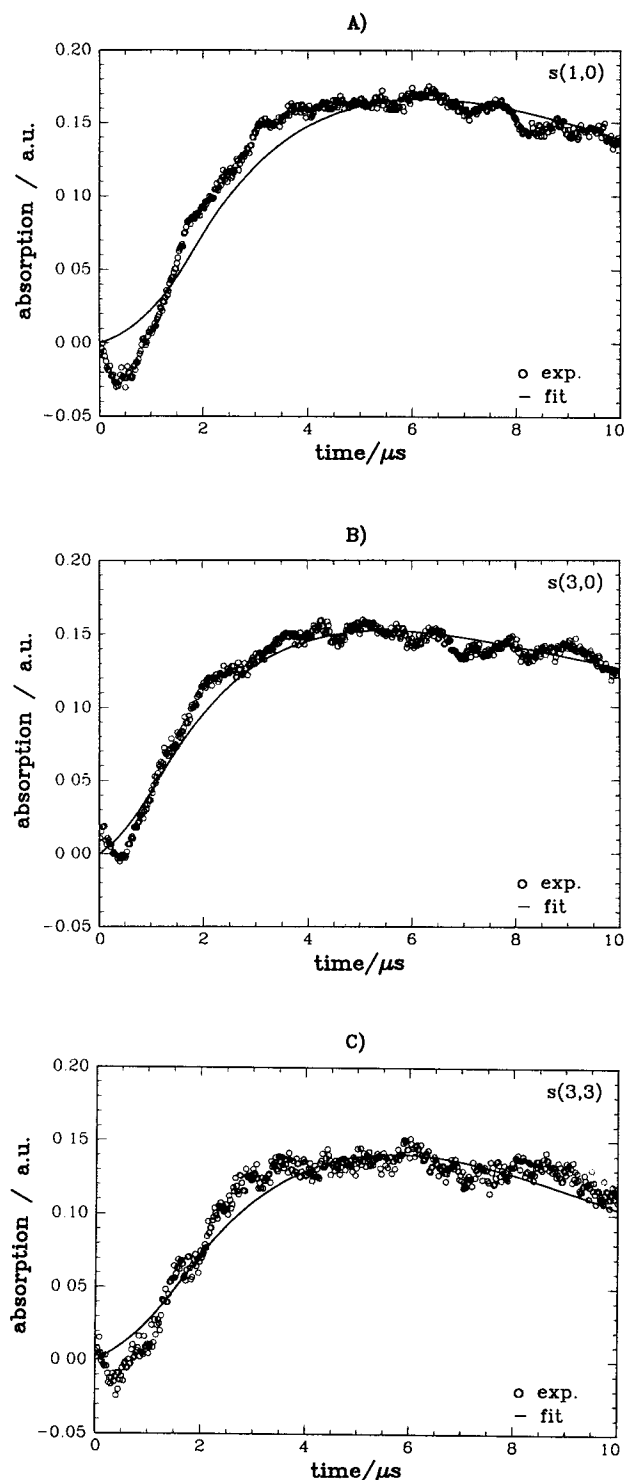 A)
0.20
s(1,0)
0.15
0.10
0 05
0 00
−0.05
absorption / a.u.
o exp.
− fit
0 2 4 6 8 10
time/μs
B)
0.20
s(3,0)
0.15
0.10
0 05
0 00
−0.05
absorption / a.u.
o exp.
− fit
0 2 4 6 8 10
time/μs
C)
0.20
s(3,3)
0.15
0.10
0 05
0 00
−0.05
absorption / a.u.
o exp.
− fit
0 2 4 6 8 10
time/μs